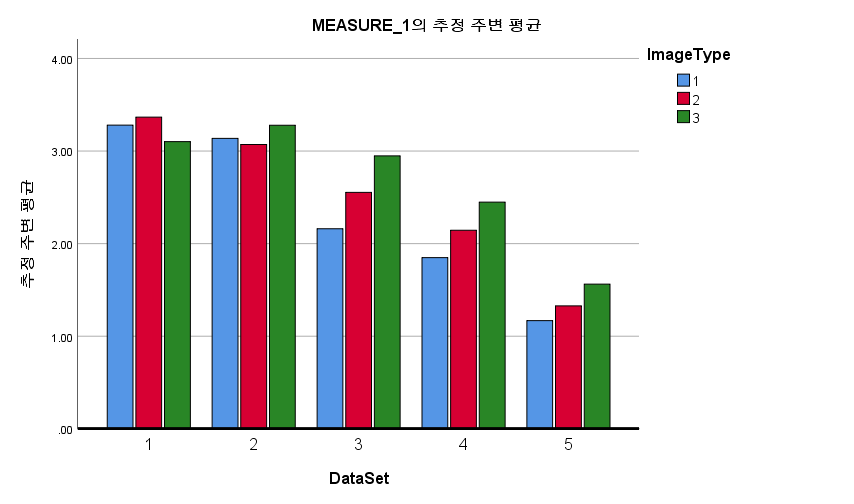 MEASURE_1의 추정 주변 평균
ImageType
1
2
3
추정 주변 평균
4.00
3.00
2.00
1.00
.00
1 2 3 4 5
DataSet